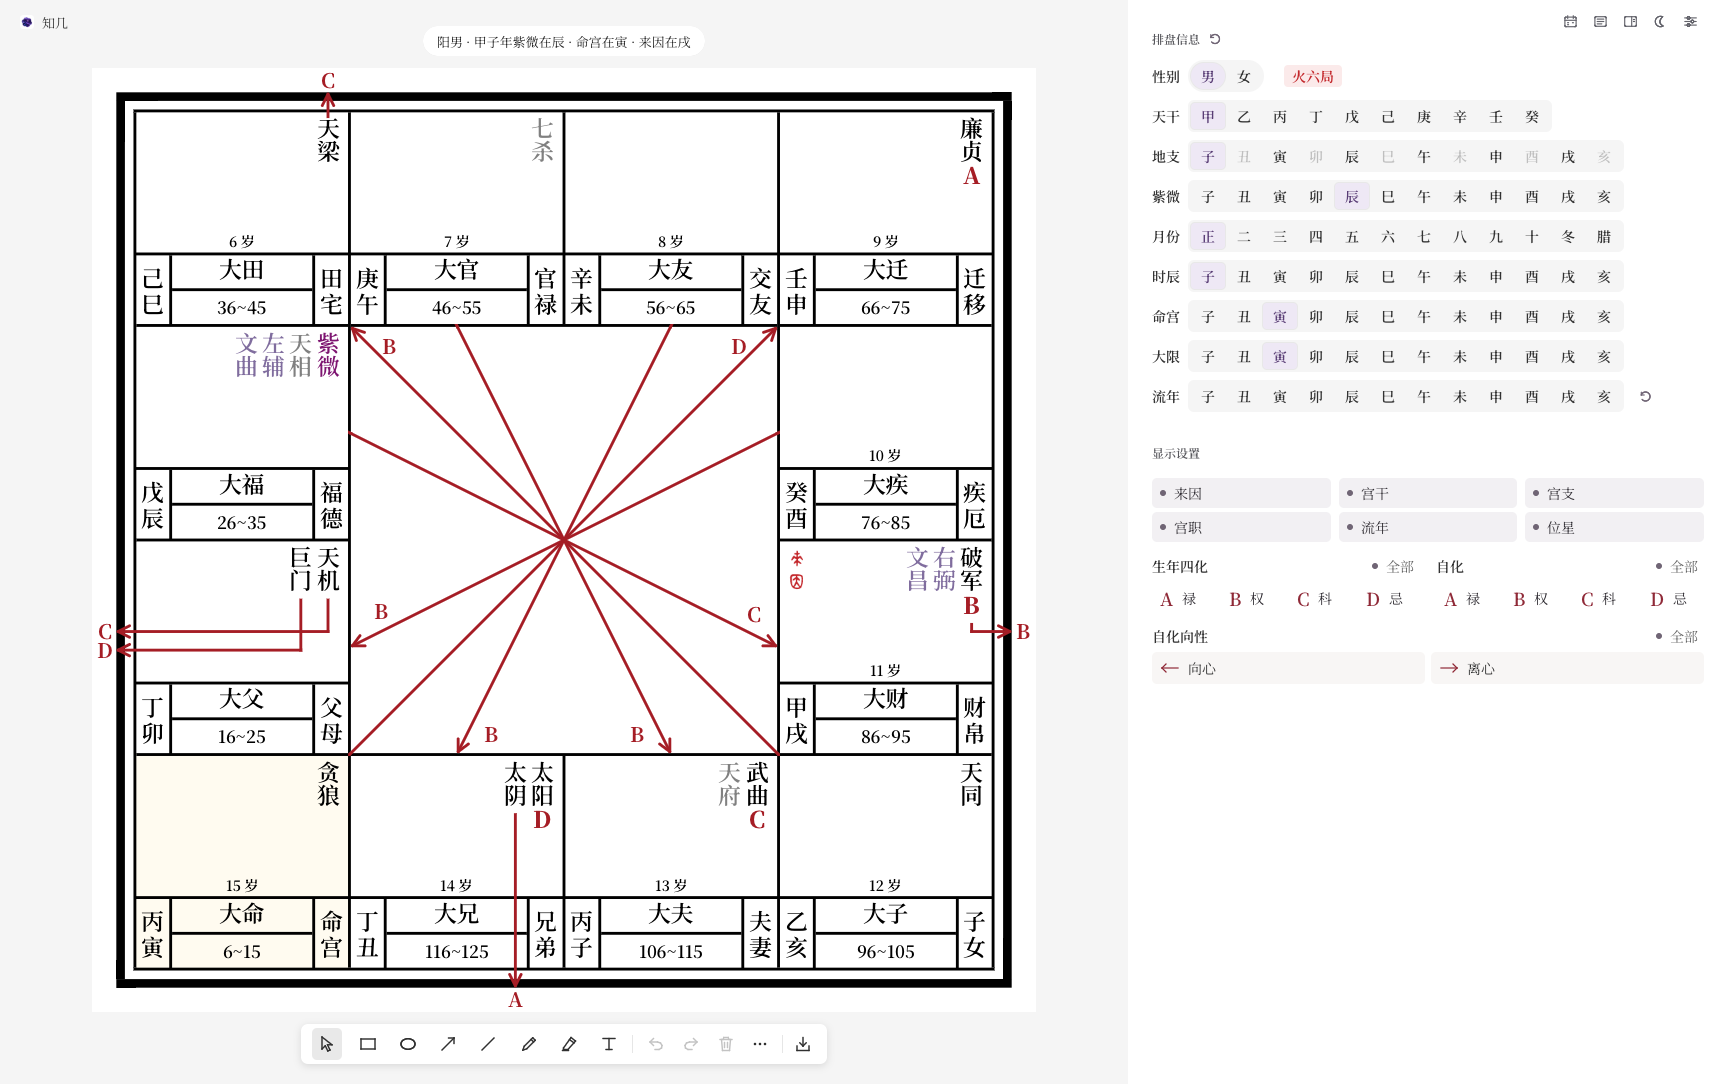 知几
阳男 · 甲子年紫微在辰 · 命宫在寅 · 来因在戌
C
天梁
6 岁
己巳
大田
36~45
田宅
七杀
7 岁
庚午
大官
46~55
官禄
8 岁
辛未
大友
56~65
交友
廉贞
A
9 岁
壬申
大迁
66~75
迁移
文曲
左辅
天相
紫微
戊辰
大福
26~35
福德
B
D
B
C
B
B
10 岁
癸酉
大疾
76~85
疾厄
巨门
天机
C
D
丁卯
大父
16~25
父母
文昌
右弼
破军
B
B
11 岁
甲戌
大财
86~95
财帛
贪狼
15 岁
丙寅
大命
6~15
命宫
太阴
太阳
D
14 岁
丁丑
大兄
116~125
兄弟
A
天府
武曲
C
13 岁
丙子
大夫
106~115
夫妻
天同
12 岁
乙亥
大子
96~105
子女
排盘信息
性别 男 女 火六局
天干 甲 乙 丙 丁 戊 己 庚 辛 壬 癸
地支 子 丑 寅 卯 辰 巳 午 未 申 酉 戌 亥
紫微 子 丑 寅 卯 辰 巳 午 未 申 酉 戌 亥
月份 正 二 三 四 五 六 七 八 九 十 冬 腊
时辰 子 丑 寅 卯 辰 巳 午 未 申 酉 戌 亥
命宫 子 丑 寅 卯 辰 巳 午 未 申 酉 戌 亥
大限 子 丑 寅 卯 辰 巳 午 未 申 酉 戌 亥
流年 子 丑 寅 卯 辰 巳 午 未 申 酉 戌 亥
显示设置
来因 宫干 宫支
宫职 流年 位星
生年四化 全部 自化 全部
A 禄 B 权 C 科 D 忌 A 禄 B 权 C 科 D 忌
自化向性 全部
向心 离心